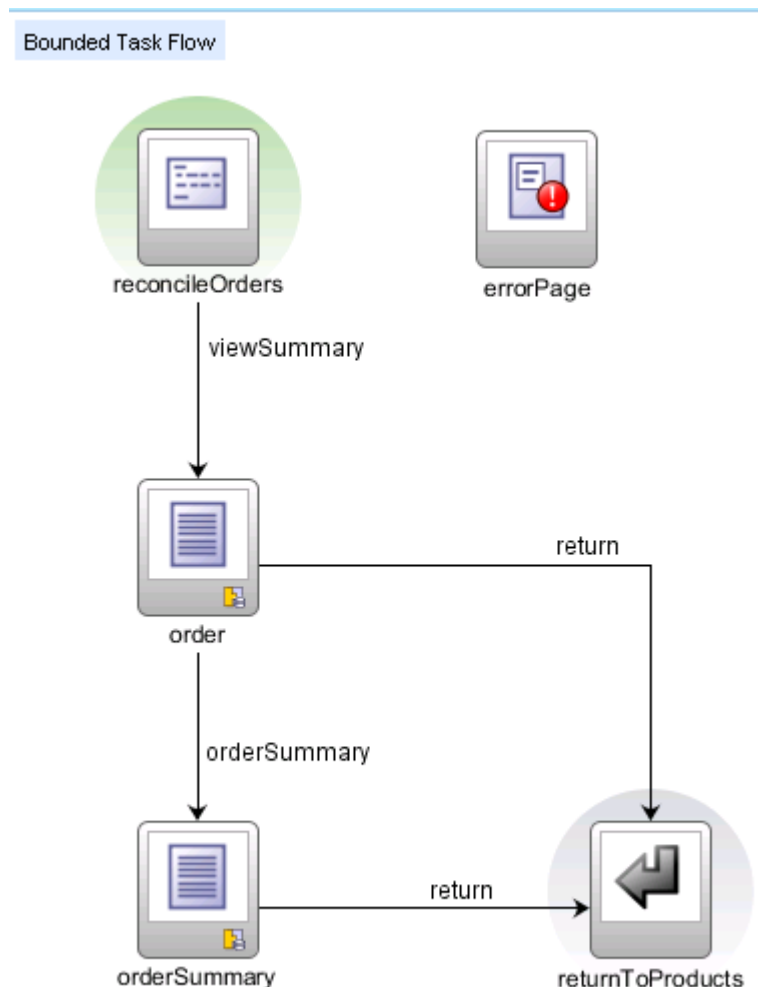 Bounded Task Flow
reconcileOrders
errorPage
viewSummary
return
order
orderSummary
return
orderSummary
returnToProducts